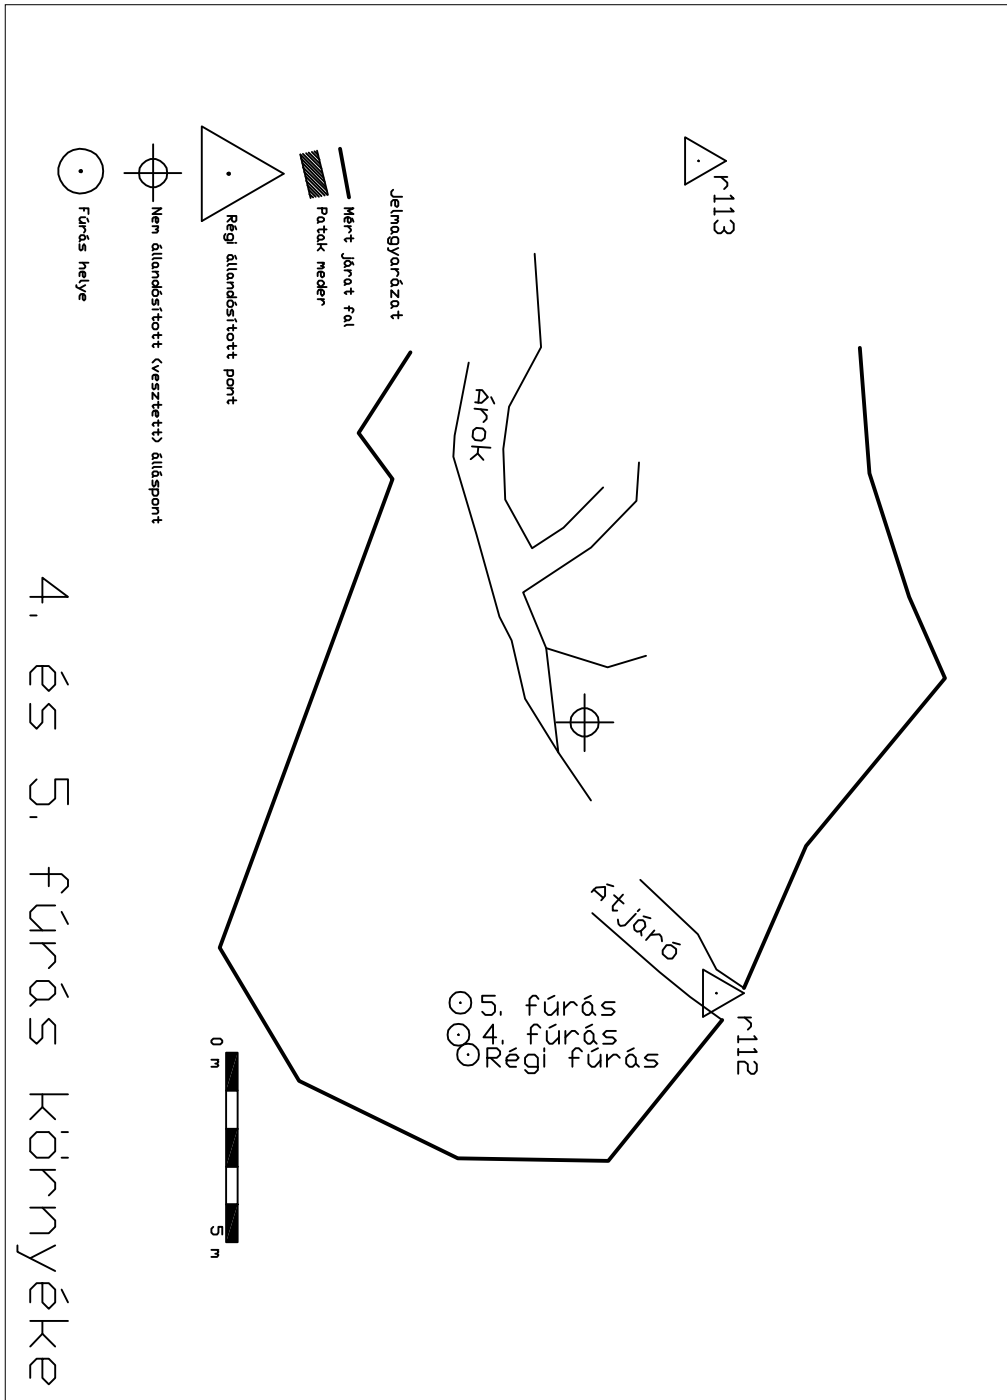 r113
Jelmagyarázat
Mért járat fal
Patak meder
Régi állandósított pont
Nem állandósított (vesztett) álláspont
Fúrás helye
Árok
Átjáró
r112
5. fúrás
4. fúrás
Régi fúrás
0 m
5 m
4. és 5. fúrás környéke